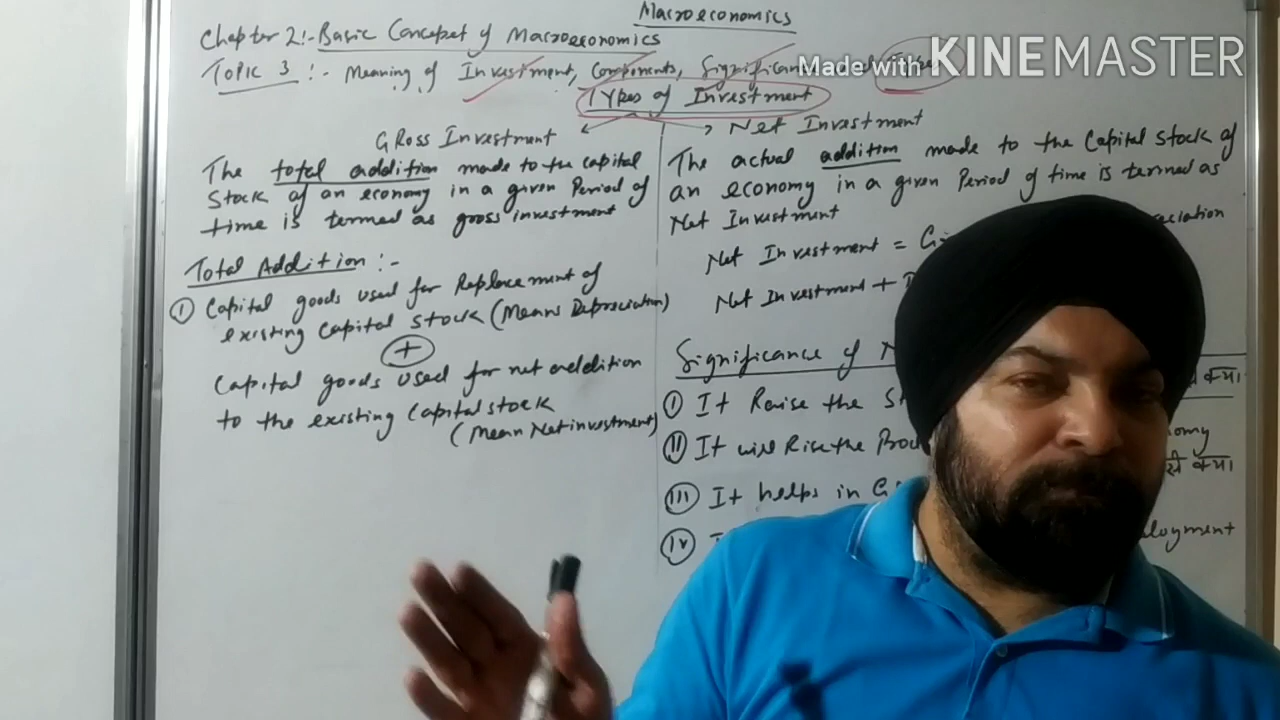 Macroeconomics
Chapter 2:- Basic Concept of Macroeconomics
Topic 3 :- Meaning of Investment, Components, Significance
Made with KINEMASTER
Types of Investment
GRoss Investment
The total addition made to the capital
Stock of an economy in a given Period of
time is termed as gross investment
Total Addition :-
① Capital goods used for Replacement of
existing capital stock (Means Depreciation)
+
Capital goods used for net addition
to the existing Capital stock
(Mean Net investment)
Net Investment
The actual addition made to the Capital Stock of
an economy in a given Period of time is termed as
Net Investment
Net Investment = G
Net Investment +
Significance of
Ⓘ It Raise the
Ⅱ It will Rise the
omy
Ⅲ It helps in
Ⅳ
loyment